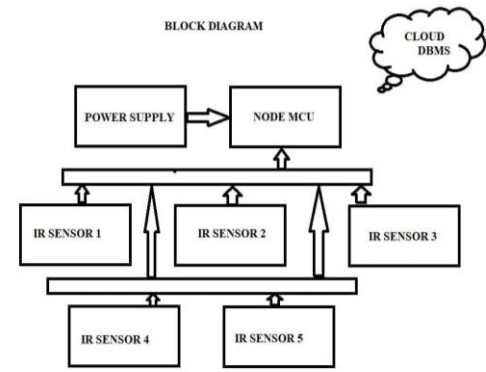 BLOCK DIAGRAM
CLOUD
DBMS
POWER SUPPLY
NODE MCU
IR SENSOR 1
IR SENSOR 2
IR SENSOR 3
IR SENSOR 4
IR SENSOR 5